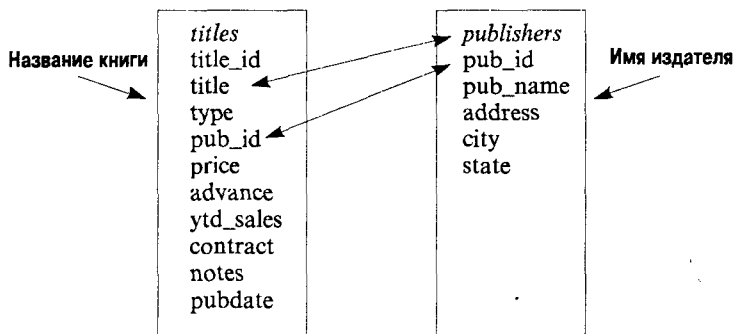 Название книги
titles
title_id
title
type
pub_id
price
advance
ytd_sales
contract
notes
pubdate
publishers
pub_id
pub_name
address
city
state
Имя издателя